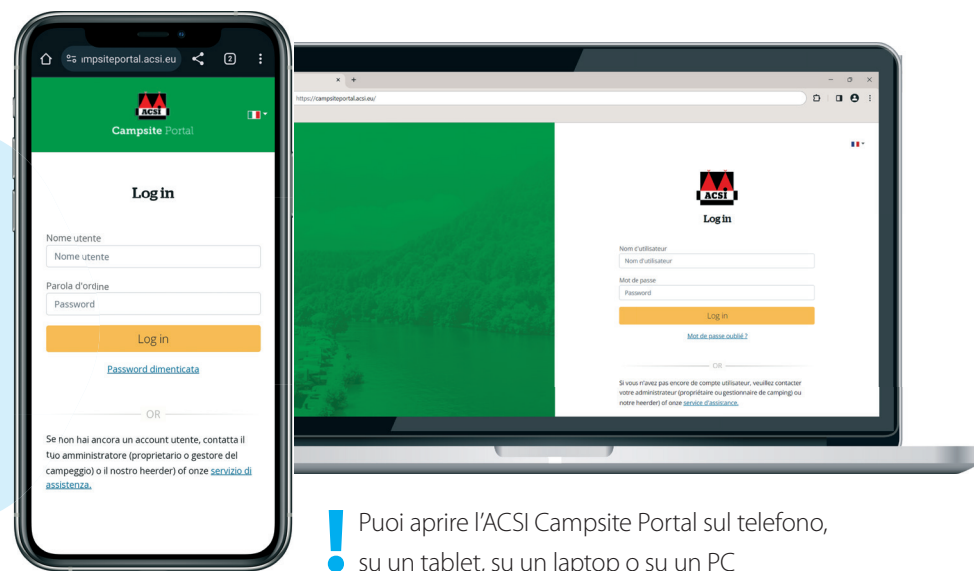 ımpsiteportal.acsi.eu
2
ACSI
Campsite Portal
Log in
Nome utente
Nome utente
Parola d'ordine
Password
Log in
Password dimenticata
OR
Se non hai ancora un account utente, contatta il
tuo amministratore (proprietario o gestore del
campeggio) o il nostro heerder) of onze servizio di
assistenza.
https://campsiteportal.acsi.eu/
ACSI
Log in
Nom d'utilisateur
Nom d'utilisateur
Mot de passe
Password
Log in
Mot de passe oublié ?
OR
Si vous n'avez pas encore de compte utilisateur, veuillez contacter
votre administrateur (propriétaire ou gestionnaire de camping) ou
notre heerder) of onze service d'assistance.
! Puoi aprire l'ACSI Campsite Portal sul telefono,
su un tablet, su un laptop o su un PC